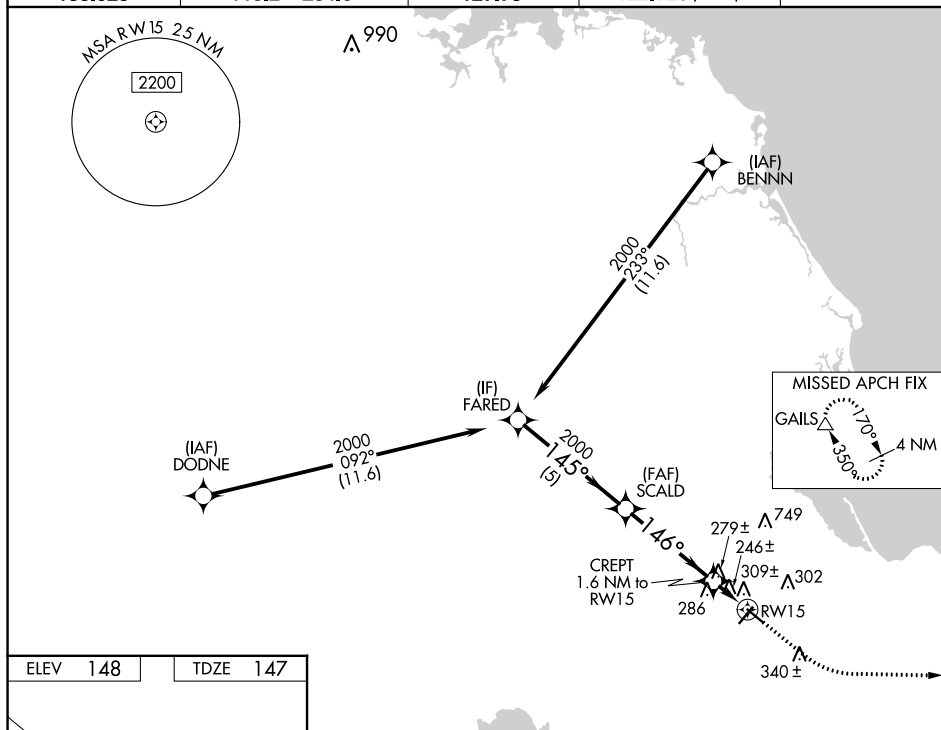 MSA RW 15 25 NM
2200
990
(IAF)
BENNN
2000
233°
(11.6)
(IF)
FARED
(IAF)
DODNE
2000
092°
(11.6)
2000
145°
(5)
(FAF)
SCALD
146°
MISSED APCH FIX
GAILS
170°
350°
4 NM
749
279±
246±
309±
302
CREPT
1.6 NM to
RW15
286
RW15
340±
ELEV 148
TDZE 147